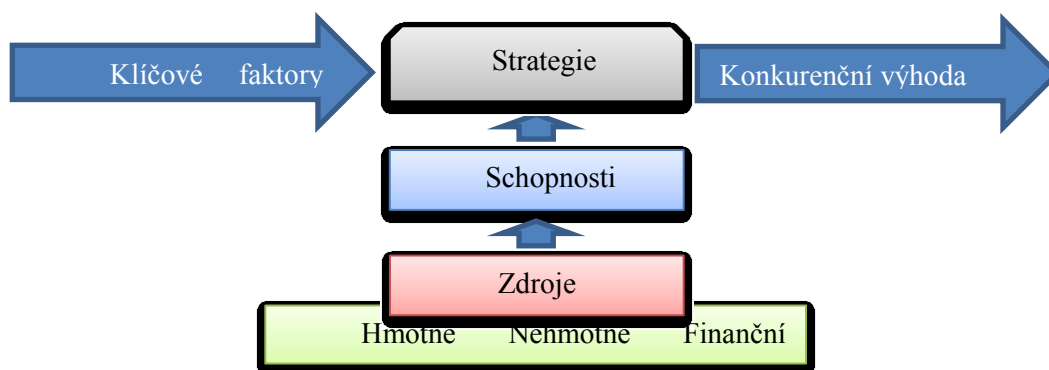 Strategie
Klíčové faktory
Konkurenční výhoda
Schopnosti
Zdroje
Hmotné Nehmotné Finanční